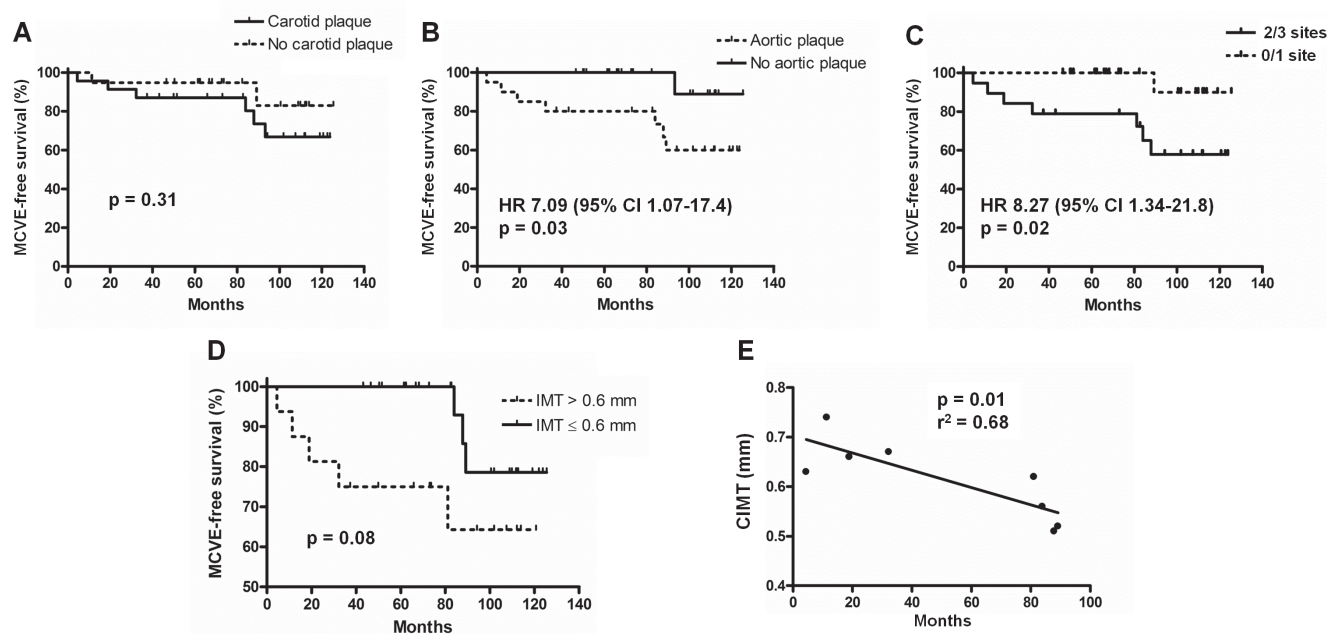 A
Carotid plaque
No carotid plaque
MCVE-free survival (%)
100
80
60
40
20
0
p = 0.31
0 20 40 60 80 100 120 140
Months
B
Aortic plaque
No aortic plaque
MCVE-free survival (%)
100
80
60
40
20
0
HR 7.09 (95% CI 1.07-17.4)
p = 0.03
0 20 40 60 80 100 120 140
Months
C
2/3 sites
0/1 site
MCVE-free survival (%)
100
80
60
40
20
0
HR 8.27 (95% CI 1.34-21.8)
p = 0.02
0 20 40 60 80 100 120 140
Months
D
IMT > 0.6 mm
IMT ≤ 0.6 mm
MCVE-free survival (%)
100
90
80
70
60
50
p = 0.08
0 20 40 60 80 100 120 140
Months
E
p = 0.01
r² = 0.68
CIMT (mm)
0.8
0.7
0.6
0.5
0.4
0 20 40 60 80 100
Months